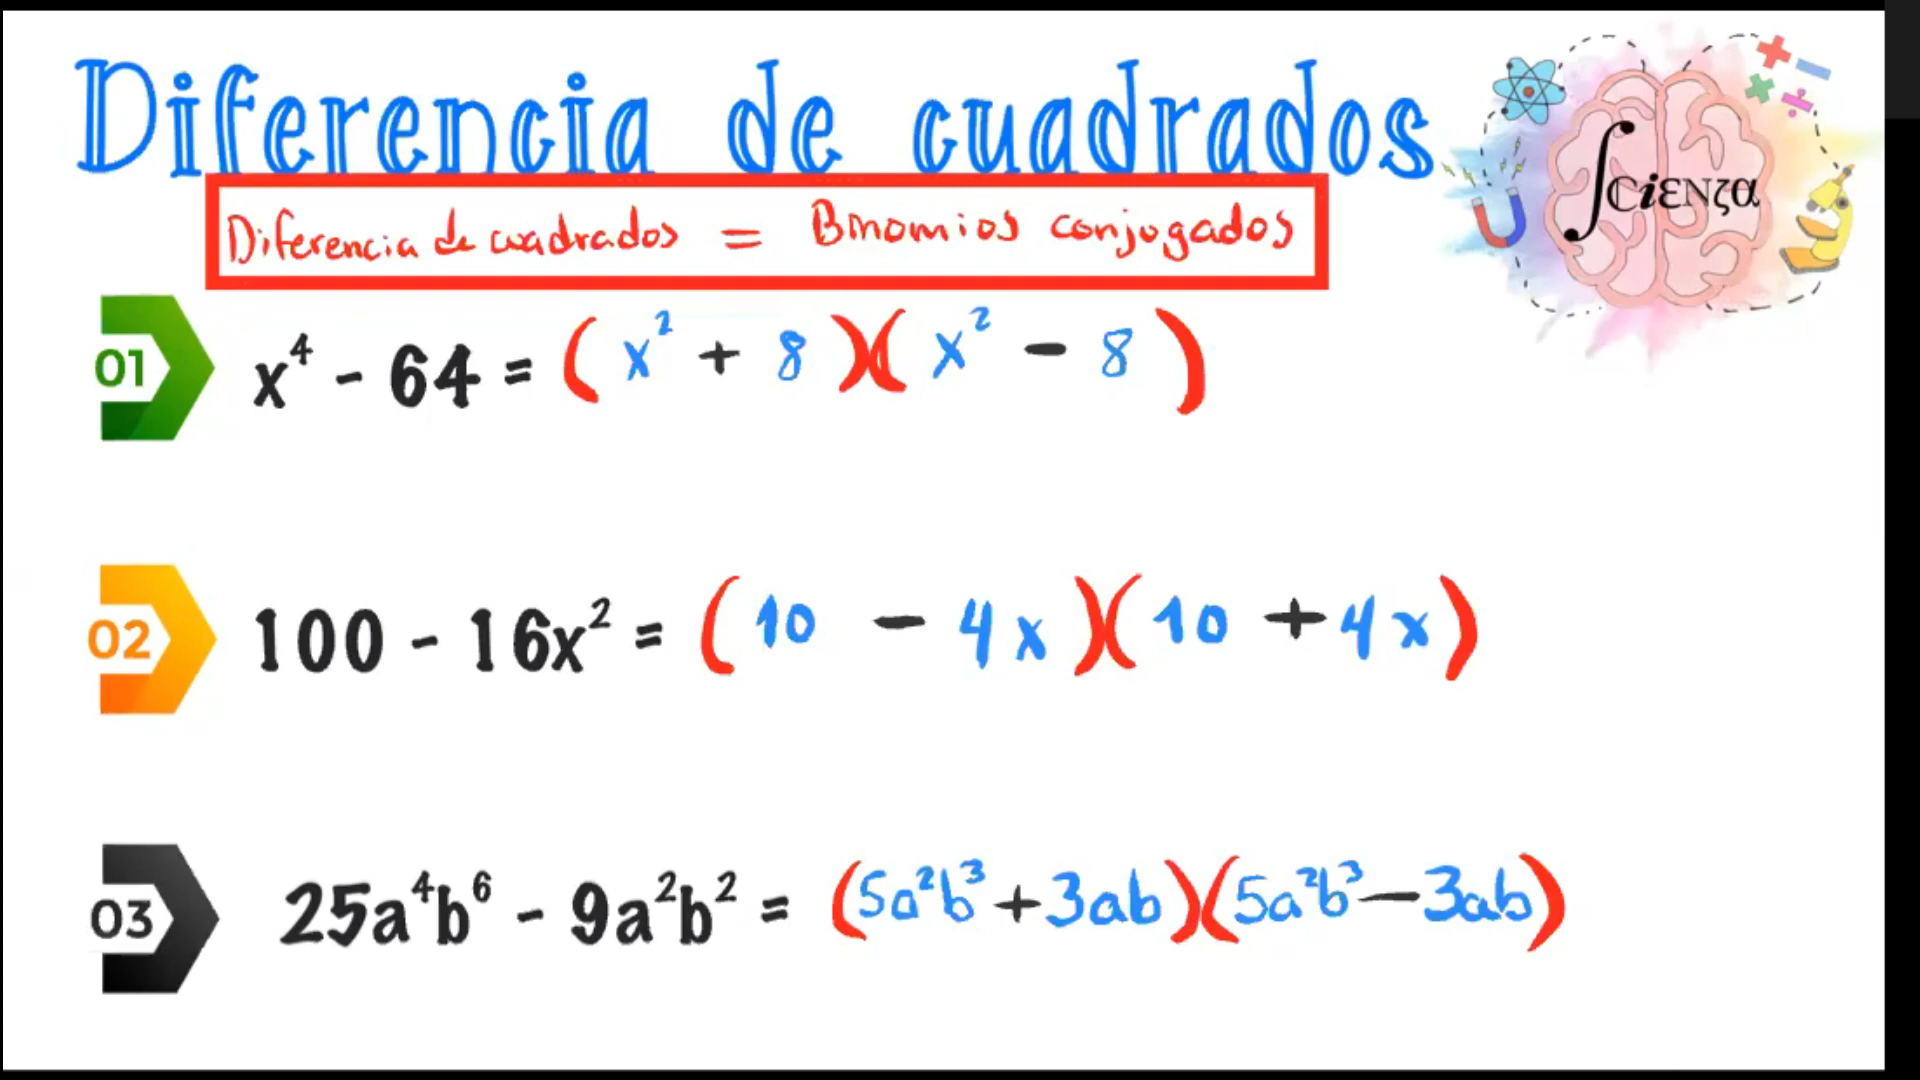 Diferencia de cuadrados
∫CiENζα
Diferencia de cuadrados = Binomios conjugados
01 x⁴ - 64 = (x² + 8)(x² - 8)
02 100 - 16x² = (10 - 4x)(10 + 4x)
03 25a⁴b⁶ - 9a²b² = (5a²b³ + 3ab)(5a²b³ - 3ab)